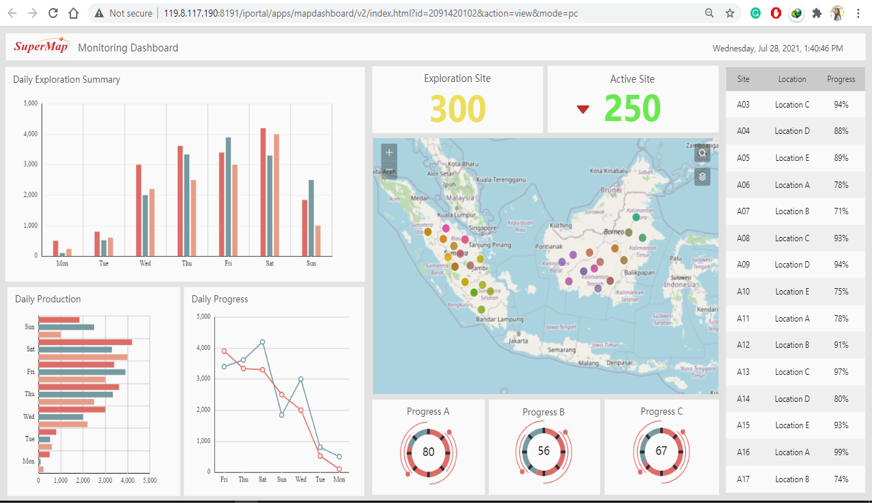 Not secure | 119.8.117.190:8191/iportal/apps/mapdashboard/v2/index.html?id=2091420102&action=view&mode=pc
SuperMap Monitoring Dashboard
Wednesday, Jul 28, 2021, 1:40:46 PM
Daily Exploration Summary
5,000
4,000
3,000
2,000
1,000
0
Mon Tue Wed Thu Fri Sat Sun
Daily Production
Sun
Sat
Fri
Thu
Wed
Tue
Mon
0 1,000 2,000 3,000 4,000 5,000
Daily Progress
5,000
4,000
3,000
2,000
1,000
0
Fri Thu Sat Sun Wed Tue Mon
Exploration Site
300
Active Site
250
Kota Bharu
Kuala Terengganu
Ipoh
Malaysia
Medan
Kuala Lumpur
Singapore
Tanjung Pinang
Jambi
Bengkulu
Bandar Lampung
Jakarta
Semarang
Malang
Denpasar
Kota Kinabalu
Brunei
Kuching
Borneo
Pontianak
Balikpapan
Palu
Sulawesi
Indonesia
Progress A
80
Progress B
56
Progress C
67
Site Location Progress
A03 Location C 94%
A04 Location D 88%
A05 Location E 89%
A06 Location A 78%
A07 Location B 71%
A08 Location C 93%
A09 Location D 94%
A10 Location E 75%
A11 Location A 78%
A12 Location B 91%
A13 Location C 97%
A14 Location D 80%
A15 Location E 93%
A16 Location A 99%
A17 Location B 74%